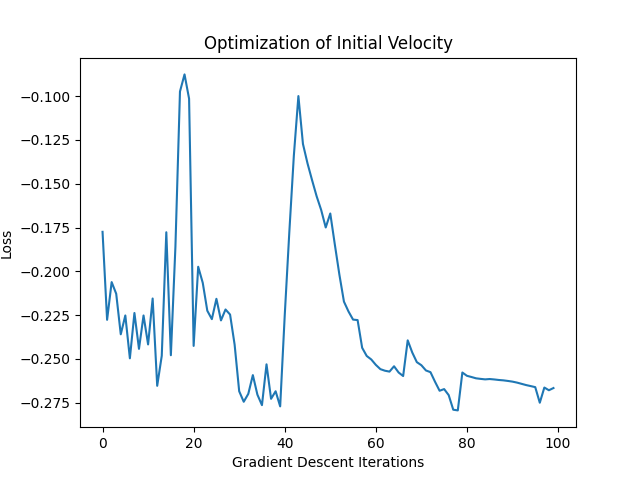 Optimization of Initial Velocity
−0.100
−0.125
−0.150
−0.175
−0.200
−0.225
−0.250
−0.275
Loss
0 20 40 60 80 100
Gradient Descent Iterations